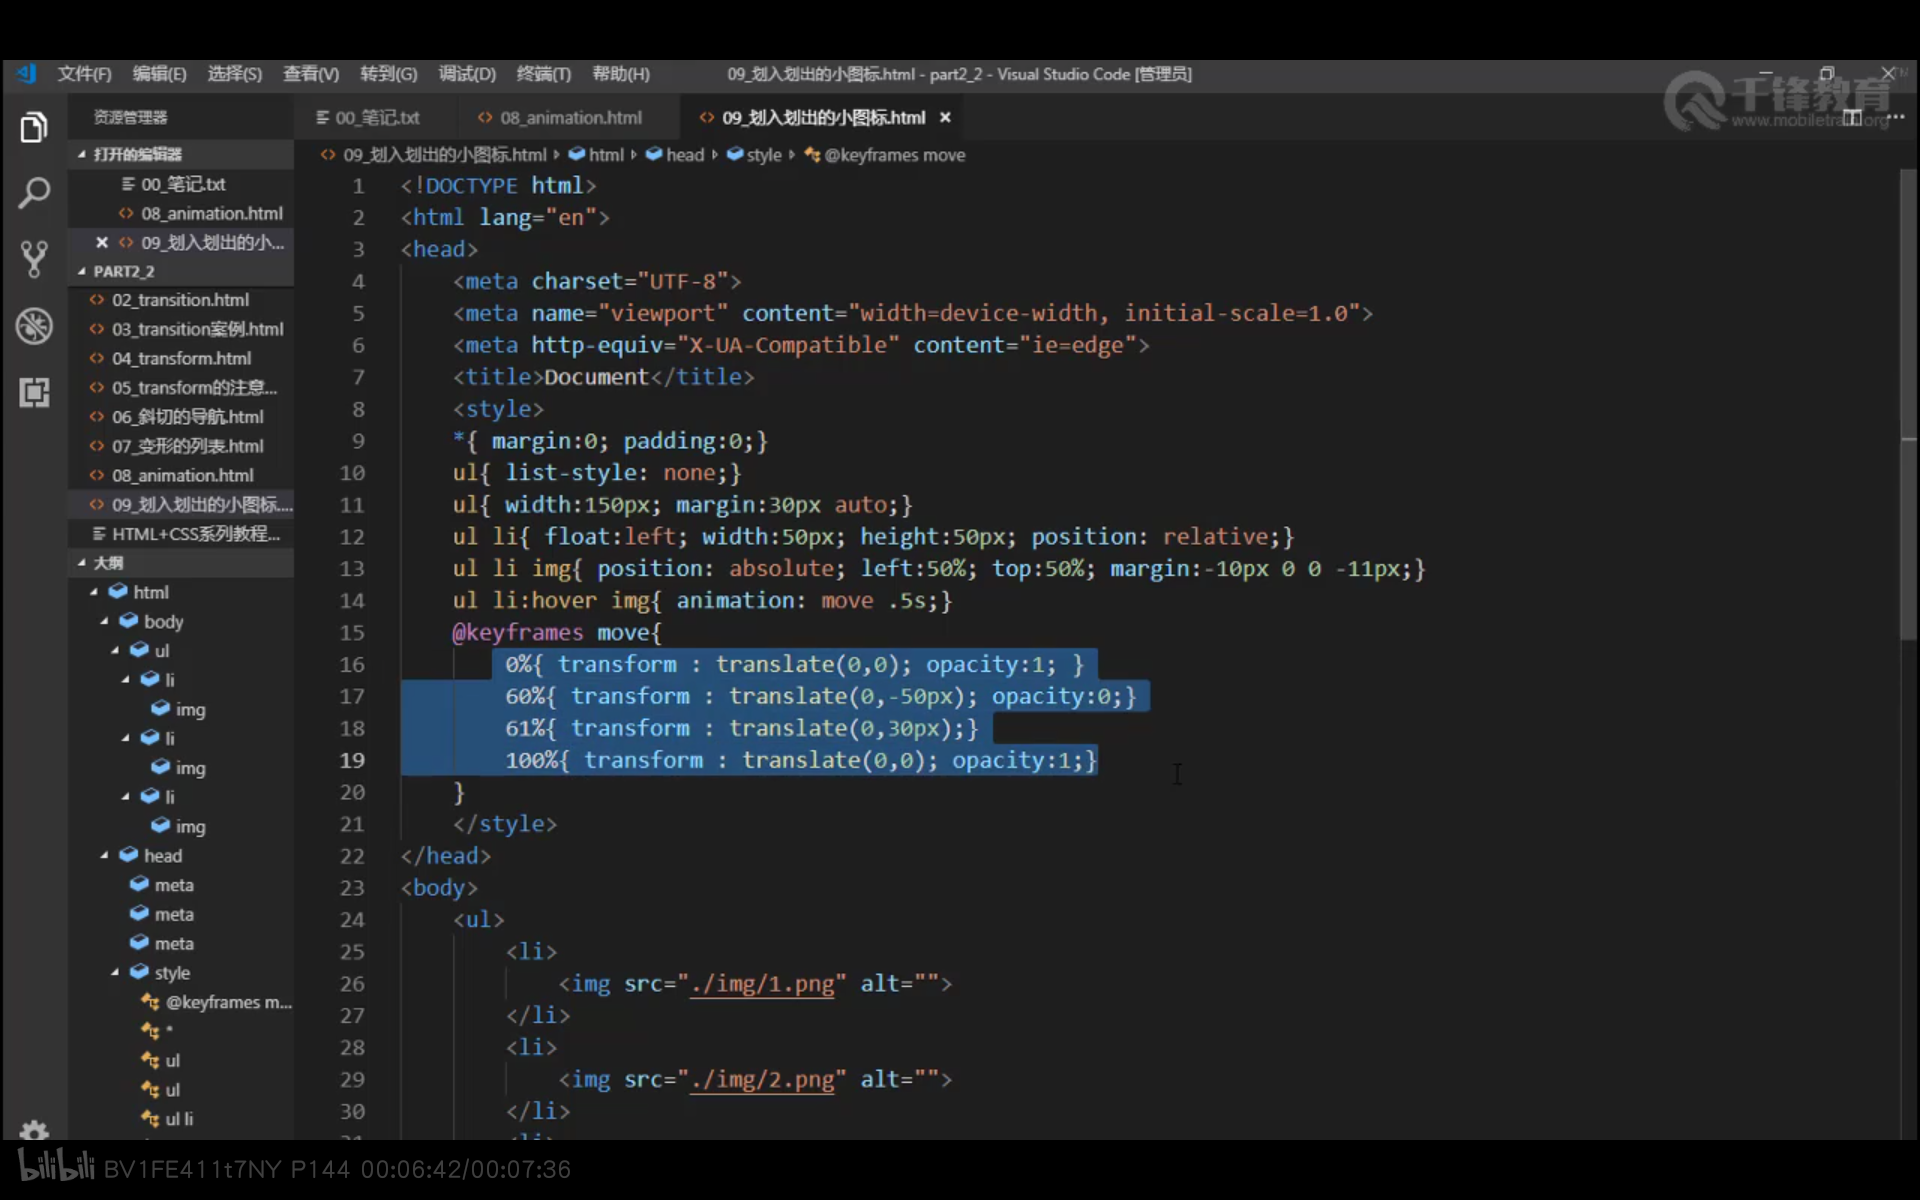 文件(F) 编辑(E) 选择(S) 查看(V) 转到(G) 调试(D) 终端(T) 帮助(H) 09_划入划出的小图标.html - part2_2 - Visual Studio Code [管理员]
千锋教育
www.mobiletrain.org
资源管理器
00_笔记.txt 08_animation.html 09_划入划出的小图标.html
打开的编辑器
00_笔记.txt
08_animation.html
09_划入划出的小...
PART2_2
02_transition.html
03_transition案例.html
04_transform.html
05_transform的注意...
06_斜切的导航.html
07_变形的列表.html
08_animation.html
09_划入划出的小图标....
HTML+CSS系列教程...
大纲
html
body
ul
li
img
li
img
li
img
head
meta
meta
meta
style
@keyframes m...
*
ul
ul
ul li
09_划入划出的小图标.html html head style @keyframes move
1 <!DOCTYPE html>
2 <html lang="en">
3 <head>
4 <meta charset="UTF-8">
5 <meta name="viewport" content="width=device-width, initial-scale=1.0">
6 <meta http-equiv="X-UA-Compatible" content="ie=edge">
7 <title>Document</title>
8 <style>
9 *{ margin:0; padding:0;}
10 ul{ list-style: none;}
11 ul{ width:150px; margin:30px auto;}
12 ul li{ float:left; width:50px; height:50px; position: relative;}
13 ul li img{ position: absolute; left:50%; top:50%; margin:-10px 0 0 -11px;}
14 ul li:hover img{ animation: move .5s;}
15 @keyframes move{
16 0%{ transform : translate(0,0); opacity:1; }
17 60%{ transform : translate(0,-50px); opacity:0;}
18 61%{ transform : translate(0,30px);}
19 100%{ transform : translate(0,0); opacity:1;}
20 }
21 </style>
22 </head>
23 <body>
24 <ul>
25 <li>
26 <img src="./img/1.png" alt="">
27 </li>
28 <li>
29 <img src="./img/2.png" alt="">
30 </li>
bilibili BV1FE411t7NY P144 00:06:42/00:07:36